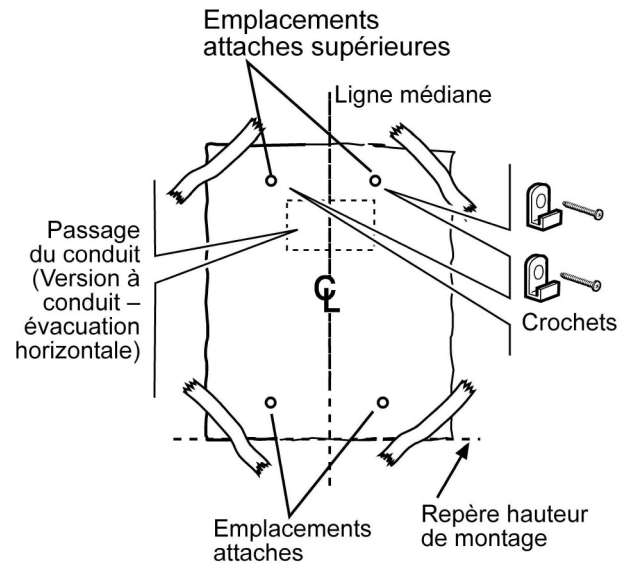 Emplacements
attaches supérieures
Ligne médiane
Passage
du conduit
(Version à
conduit –
évacuation
horizontale)
CL
Crochets
Emplacements
attaches
Repère hauteur
de montage